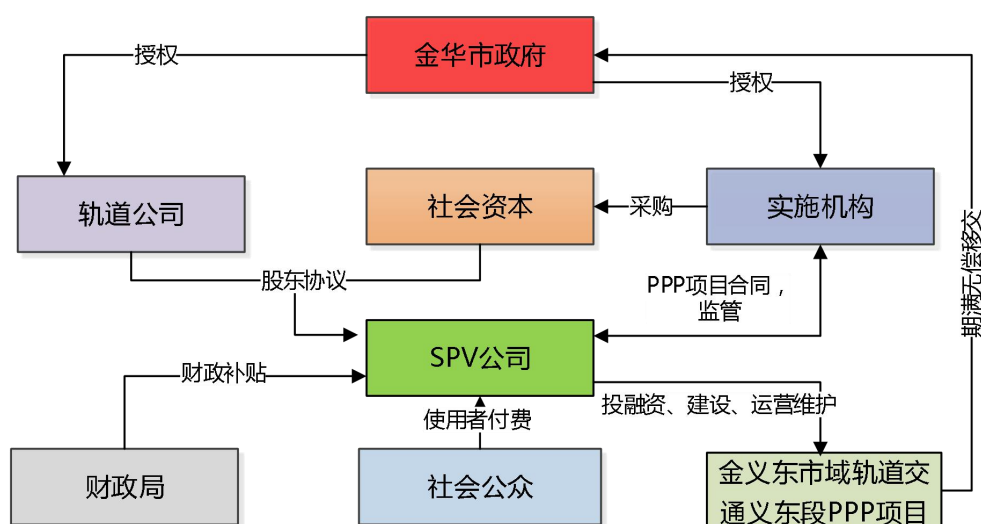 金华市政府
授权
授权
轨道公司
社会资本
采购
实施机构
股东协议
PPP项目合同，
监管
期满无偿移交
SPV公司
财政补贴
使用者付费
投融资、建设、运营维护
财政局
社会公众
金义东市域轨道交
通义东段PPP项目